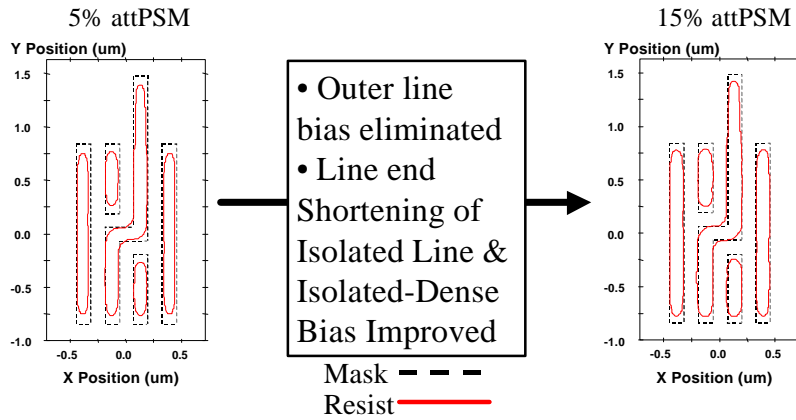 5% attPSM
15% attPSM
Y Position (um)
1.5
1.0
0.5
0.0
-0.5
-1.0
-0.5
0.0
0.5
X Position (um)
• Outer line
bias eliminated
• Line end
Shortening of
Isolated Line &
Isolated-Dense
Bias Improved
Mask
Resist
Y Position (um)
1.5
1.0
0.5
0.0
-0.5
-1.0
-0.5
0.0
0.5
X Position (um)